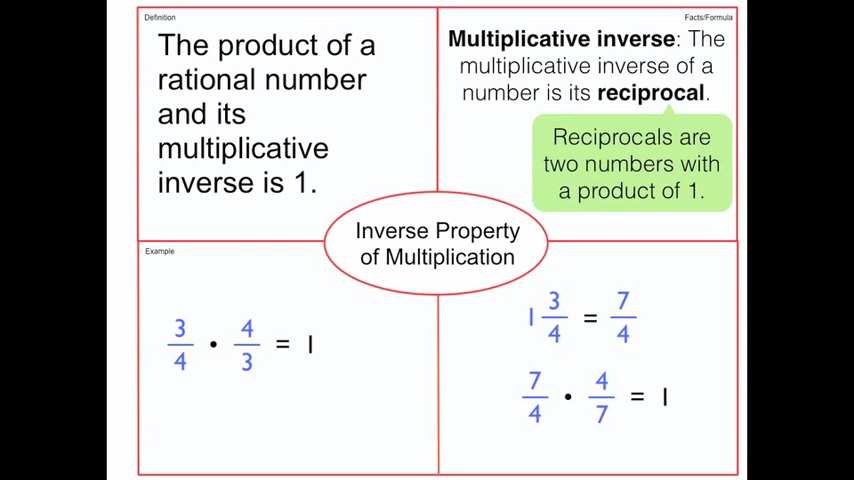 Definition
The product of a
rational number
and its
multiplicative
inverse is 1.
Facts/Formula
Multiplicative inverse: The
multiplicative inverse of a
number is its reciprocal.
Reciprocals are
two numbers with
a product of 1.
Inverse Property
of Multiplication
Example
3/4 • 4/3 = 1
1 3/4 = 7/4
7/4 • 4/7 = 1